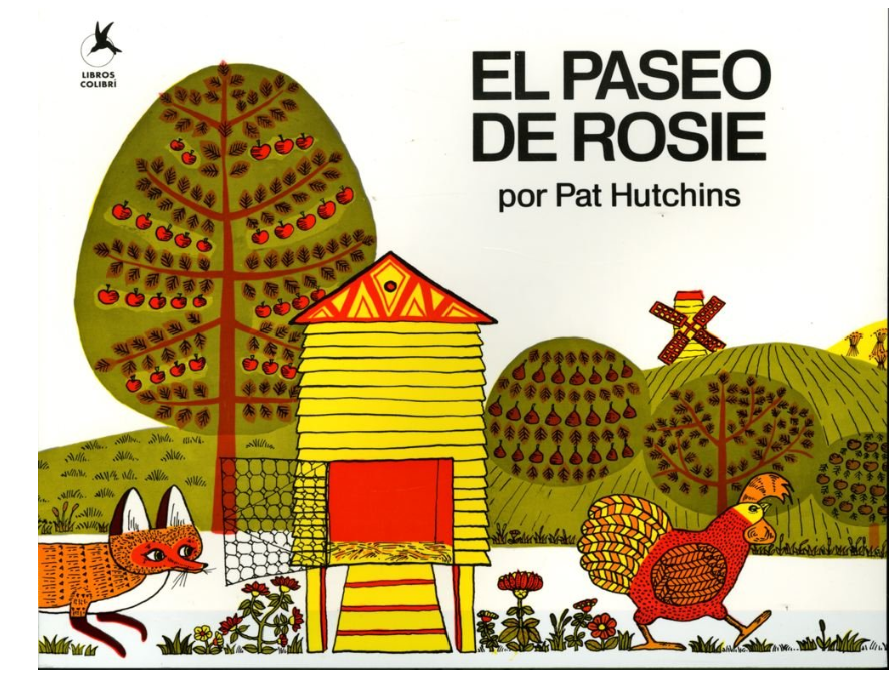 LIBROS
COLIBRÍ
EL PASEO
DE ROSIE
por Pat Hutchins